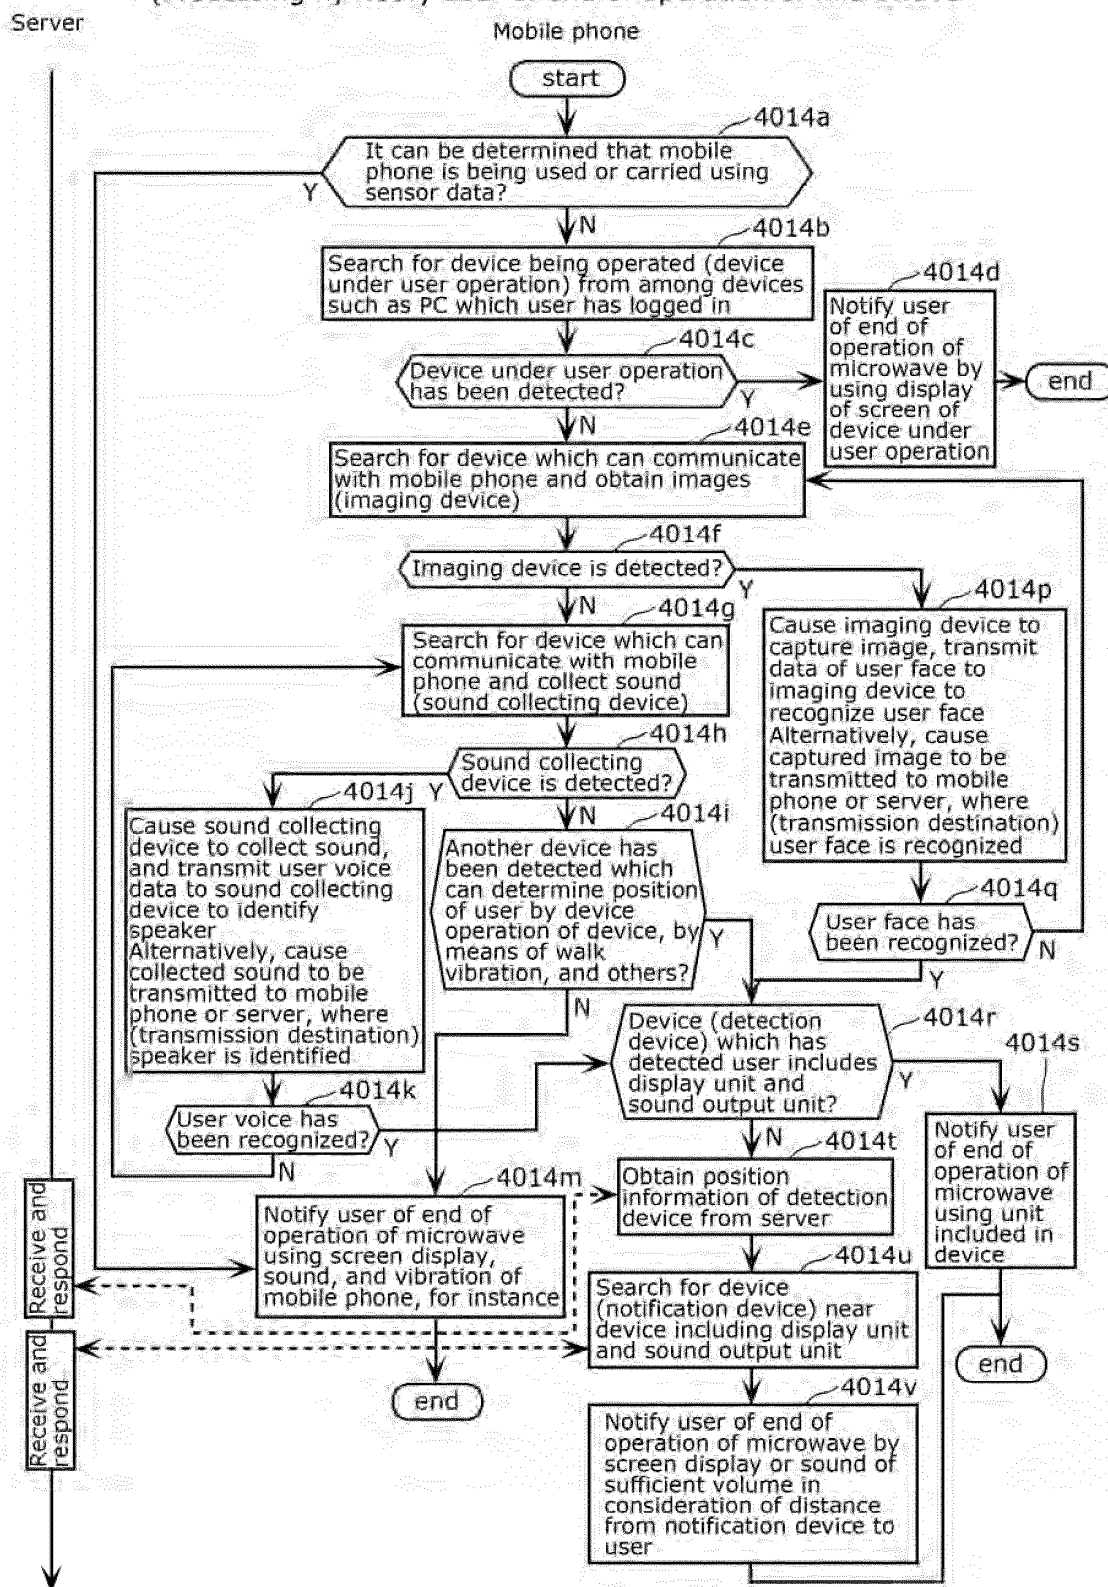 Server
Mobile phone
start
4014a
It can be determined that mobile
phone is being used or carried using
sensor data?
Y
N
4014b
Search for device being operated (device
under user operation) from among devices
such as PC which user has logged in
4014c
Device under user operation
has been detected?
Y
N
4014d
Notify user
of end of
operation of
microwave by
using display
of screen of
device under
user operation
end
4014e
Search for device which can communicate
with mobile phone and obtain images
(imaging device)
4014f
Imaging device is detected?
Y
N
4014g
Search for device which can
communicate with mobile
phone and collect sound
(sound collecting device)
4014p
Cause imaging device to
capture image, transmit
data of user face to
imaging device to
recognize user face
Alternatively, cause
captured image to be
transmitted to mobile
phone or server, where
(transmission destination)
user face is recognized
4014h
Sound collecting
device is detected?
Y
N
4014j
Cause sound collecting
device to collect sound,
and transmit user voice
data to sound collecting
device to identify
speaker
Alternatively, cause
collected sound to be
transmitted to mobile
phone or server, where
(transmission destination)
speaker is identified
4014i
Another device has
been detected which
can determine position
of user by device
operation of device, by
means of walk
vibration, and others?
Y
N
4014q
User face has
been recognized?
N
Y
4014r
Device (detection
device) which has
detected user includes
display unit and
sound output unit?
Y
N
4014s
Notify user
of end of
operation of
microwave
using unit
included in
device
end
4014k
User voice has
been recognized?
Y
N
4014t
Obtain position
information of detection
device from server
4014m
Notify user of end of
operation of microwave
using screen display,
sound, and vibration of
mobile phone, for instance
end
4014u
Search for device
(notification device) near
device including display unit
and sound output unit
4014v
Notify user of end of
operation of microwave by
screen display or sound of
sufficient volume in
consideration of distance
from notification device to
user
Receive and
respond
Receive and
respond